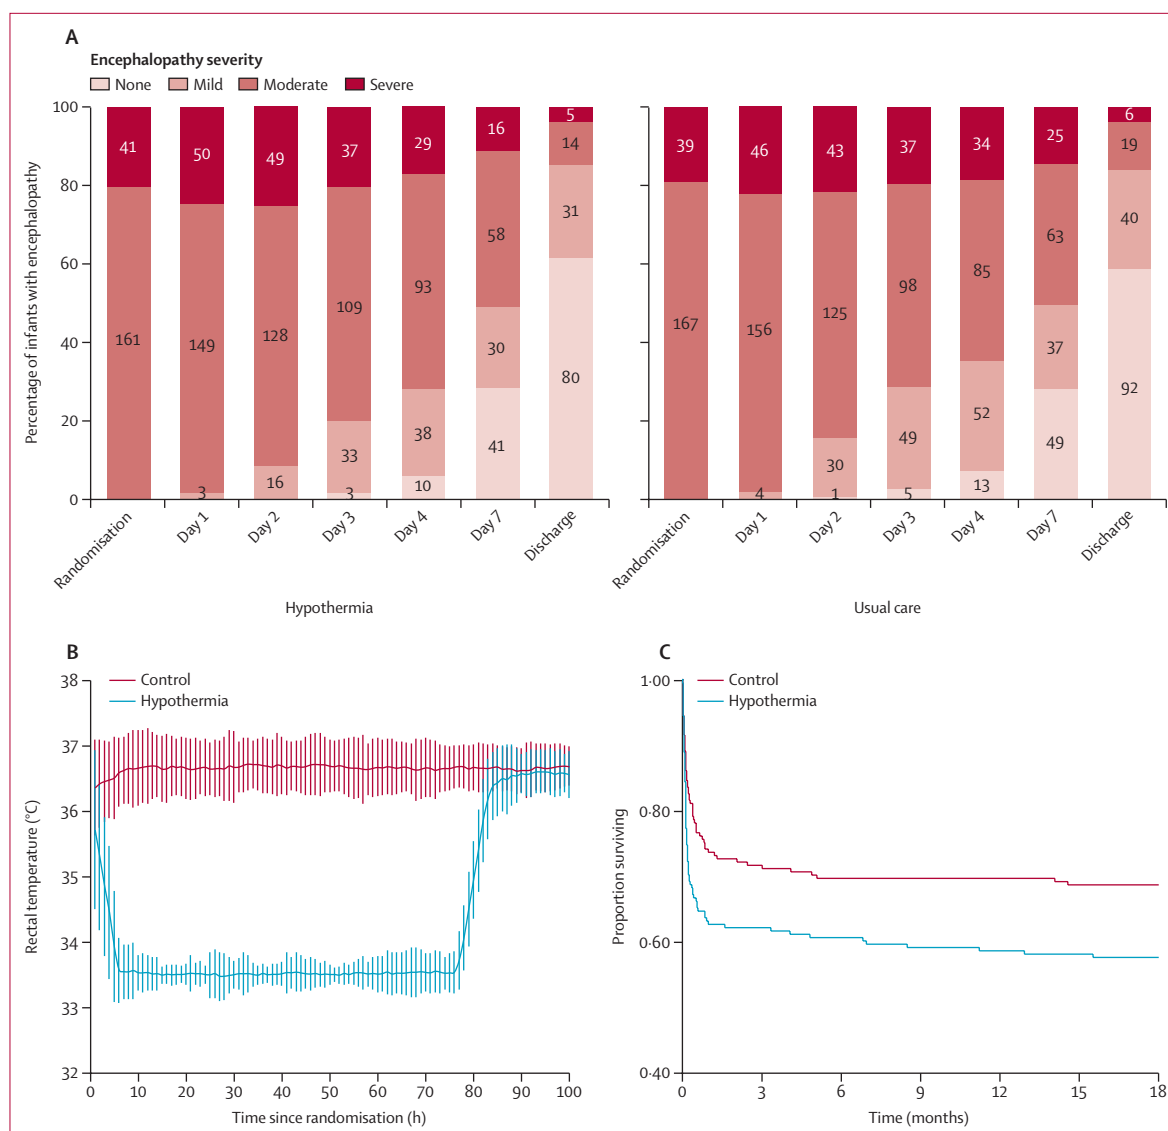 A
Encephalopathy severity
None Mild Moderate Severe
Percentage of infants with encephalopathy
100
80
60
40
20
0
41 50 49 37 29 16 5
14
161 149 128 109 93 58 31
3 16 33 38 30 80
3 10 41
Randomisation Day 1 Day 2 Day 3 Day 4 Day 7 Discharge
Hypothermia
39 46 43 37 34 25 6
19
167 156 125 98 85 63 40
4 30 49 52 37 92
1 5 13 49
Randomisation Day 1 Day 2 Day 3 Day 4 Day 7 Discharge
Usual care
B
Control
Hypothermia
Rectal temperature (°C)
38
37
36
35
34
33
32
0 10 20 30 40 50 60 70 80 90 100
Time since randomisation (h)
C
Control
Hypothermia
Proportion surviving
1·00
0·80
0·60
0·40
0 3 6 9 12 15 18
Time (months)